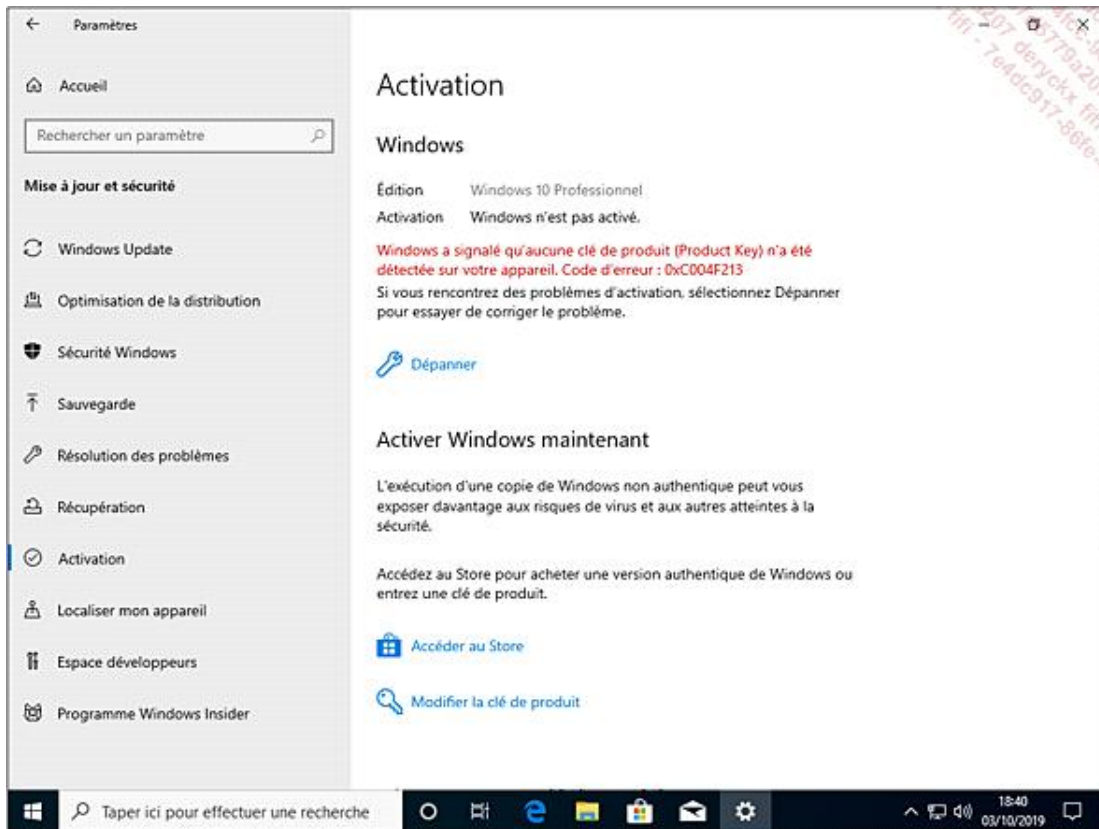 Paramètres
Accueil
Rechercher un paramètre
Mise à jour et sécurité
Windows Update
Optimisation de la distribution
Sécurité Windows
Sauvegarde
Résolution des problèmes
Récupération
Activation
Localiser mon appareil
Espace développeurs
Programme Windows Insider
Activation
Windows
Édition Windows 10 Professionnel
Activation Windows n'est pas activé.
Windows a signalé qu'aucune clé de produit (Product Key) n'a été
détectée sur votre appareil. Code d'erreur : 0xC004F213
Si vous rencontrez des problèmes d'activation, sélectionnez Dépanner
pour essayer de corriger le problème.
Dépanner
Activer Windows maintenant
L'exécution d'une copie de Windows non authentique peut vous
exposer davantage aux risques de virus et aux autres atteintes à la
sécurité.
Accédez au Store pour acheter une version authentique de Windows ou
entrez une clé de produit.
Accéder au Store
Modifier la clé de produit
Taper ici pour effectuer une recherche
18:40
03/10/2019